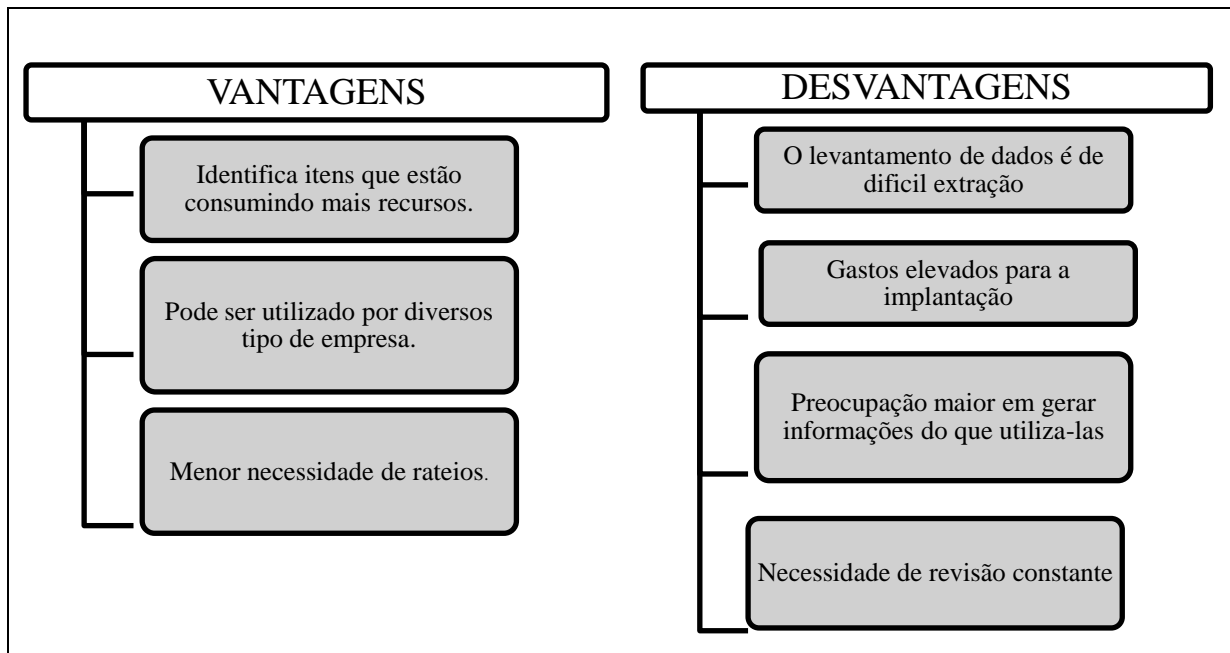 VANTAGENS
Identifica itens que estão
consumindo mais recursos.
Pode ser utilizado por diversos
tipo de empresa.
Menor necessidade de rateios.
DESVANTAGENS
O levantamento de dados é de
dificil extração
Gastos elevados para a
implantação
Preocupação maior em gerar
informações do que utiliza-las
Necessidade de revisão constante